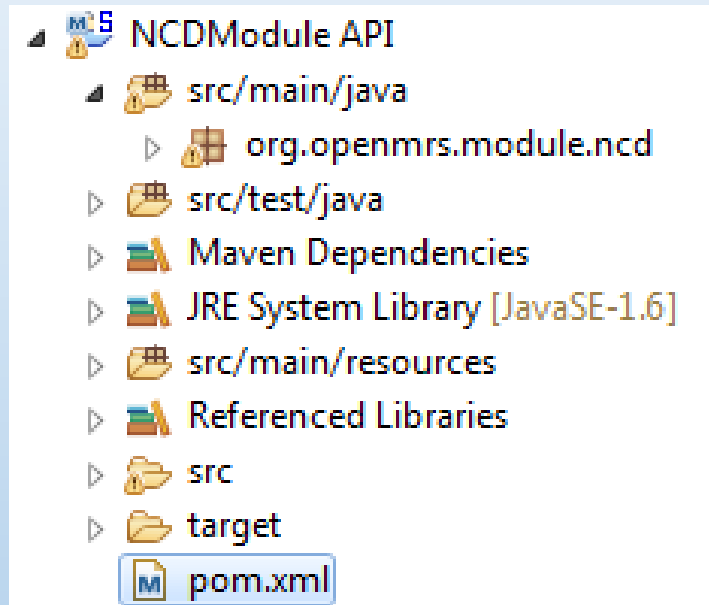 NCDModule API
src/main/java
org.openmrs.module.ncd
src/test/java
Maven Dependencies
JRE System Library [JavaSE-1.6]
src/main/resources
Referenced Libraries
src
target
pom.xml